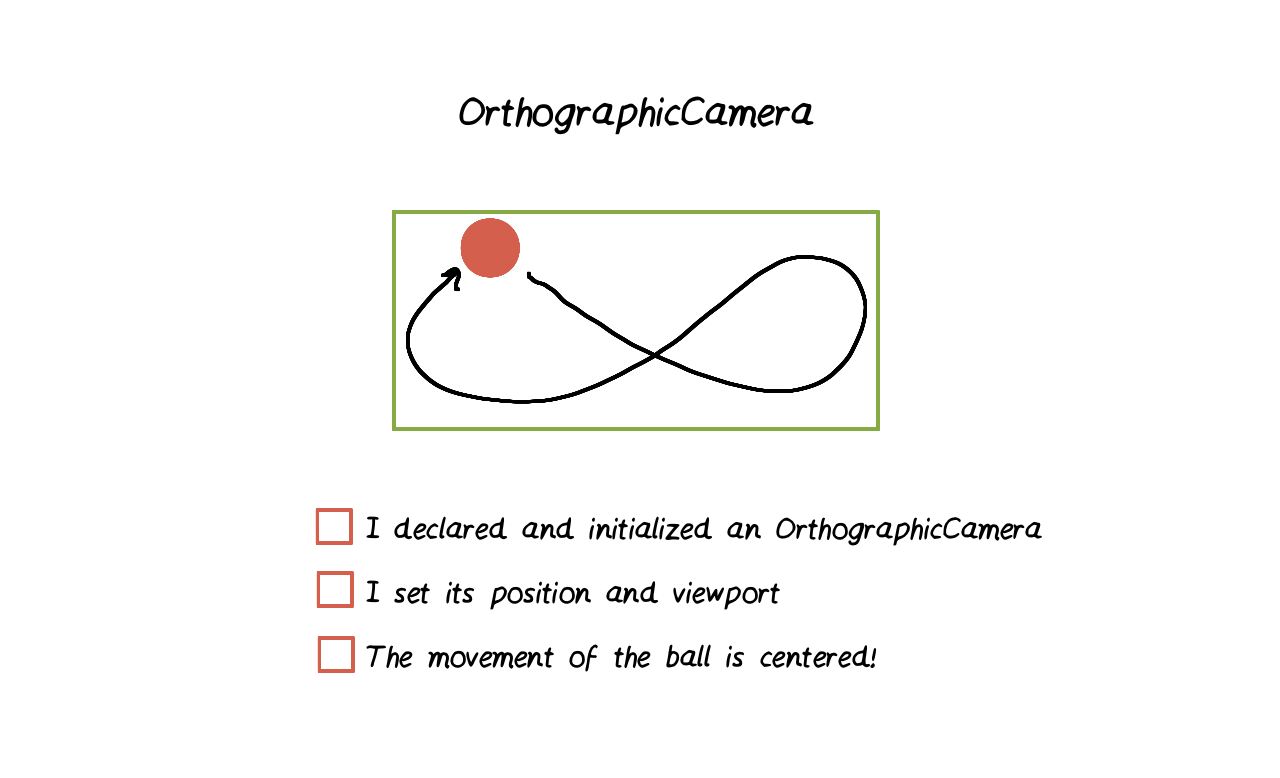 OrthographicCamera
I declared and initialized an OrthographicCamera
I set its position and viewport
The movement of the ball is centered!